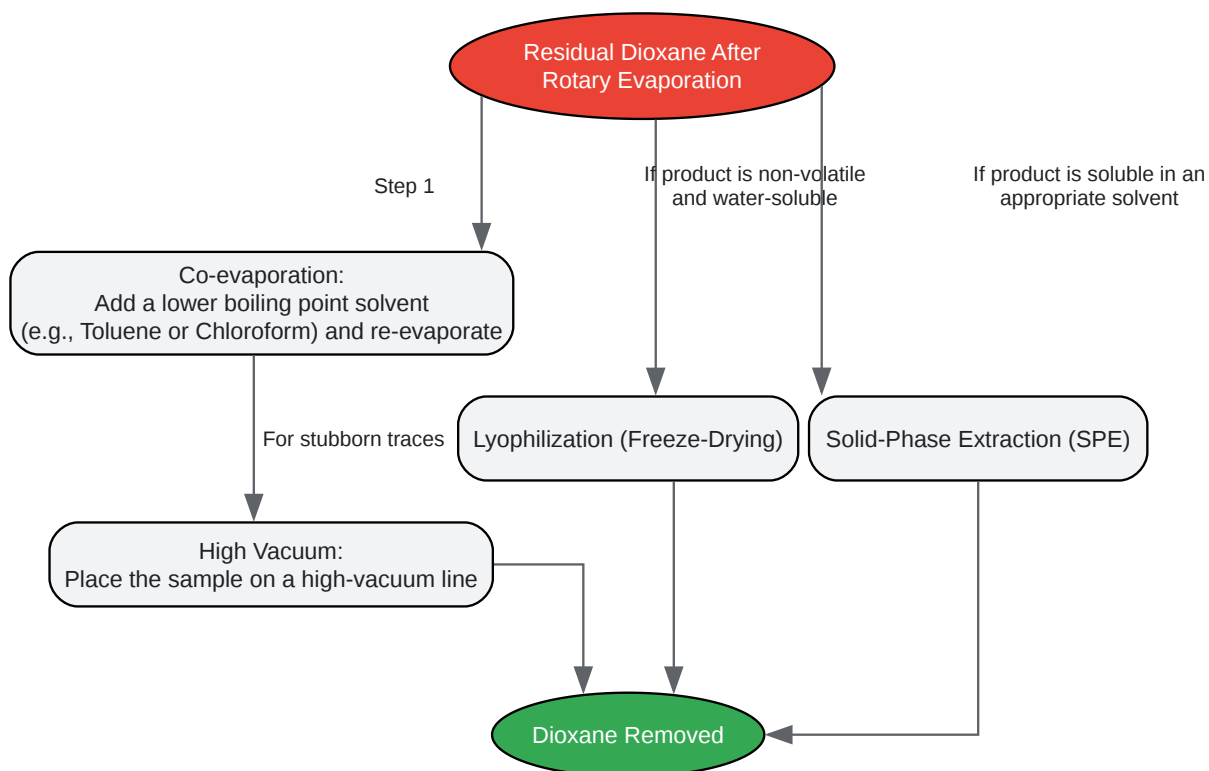 Residual Dioxane After
Rotary Evaporation
Step 1
If product is non-volatile
and water-soluble
If product is soluble in an
appropriate solvent
Co-evaporation:
Add a lower boiling point solvent
(e.g., Toluene or Chloroform) and re-evaporate
For stubborn traces
Lyophilization (Freeze-Drying)
Solid-Phase Extraction (SPE)
High Vacuum:
Place the sample on a high-vacuum line
Dioxane Removed